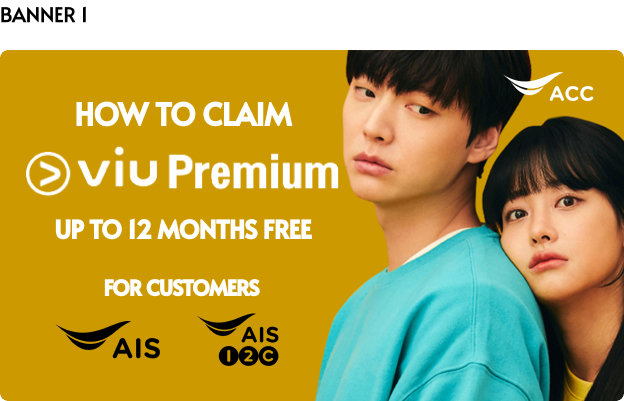 BANNER 1
ACC
HOW TO CLAIM
viu Premium
UP TO 12 MONTHS FREE
FOR CUSTOMERS
AIS
AIS
12C